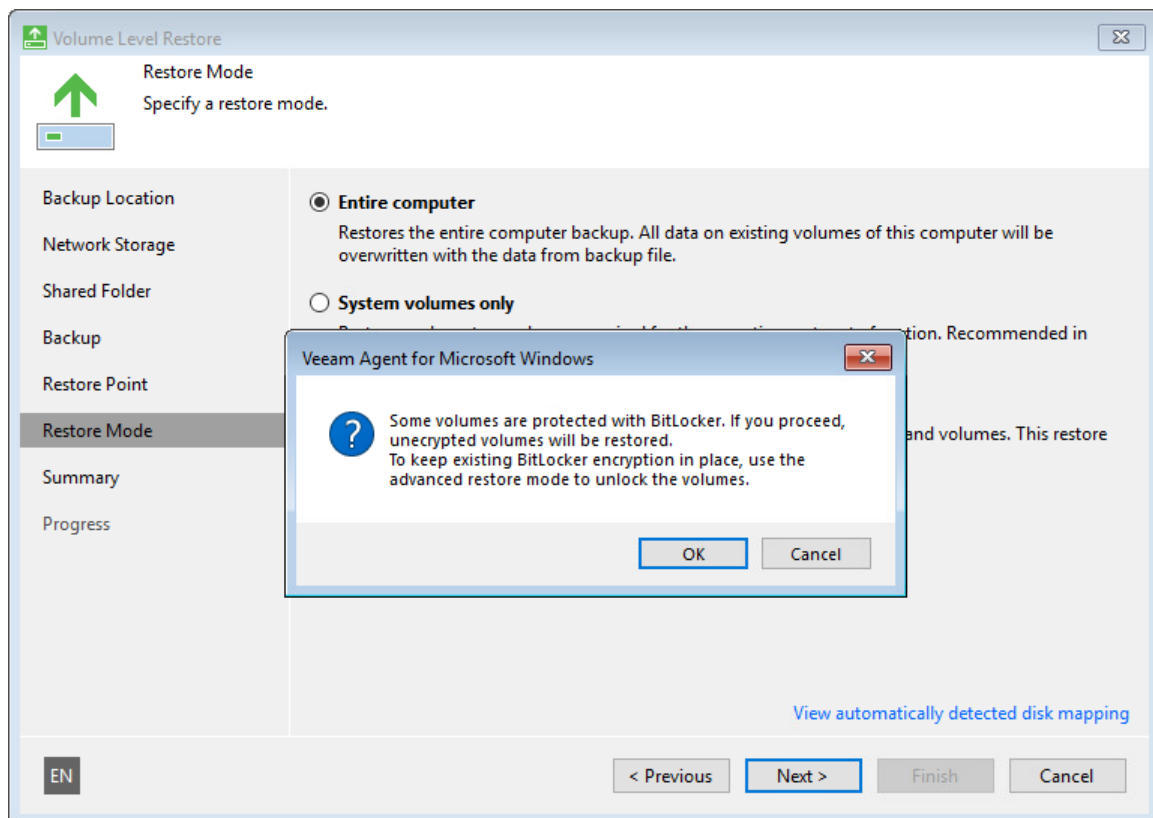 Volume Level Restore
Restore Mode
Specify a restore mode.
Backup Location
Network Storage
Shared Folder
Backup
Restore Point
Restore Mode
Summary
Progress
Entire computer
Restores the entire computer backup. All data on existing volumes of this computer will be
overwritten with the data from backup file.
System volumes only
tion. Recommended in
and volumes. This restore
Veeam Agent for Microsoft Windows
Some volumes are protected with BitLocker. If you proceed,
unecrypted volumes will be restored.
To keep existing BitLocker encryption in place, use the
advanced restore mode to unlock the volumes.
OK
Cancel
View automatically detected disk mapping
EN
< Previous
Next >
Finish
Cancel